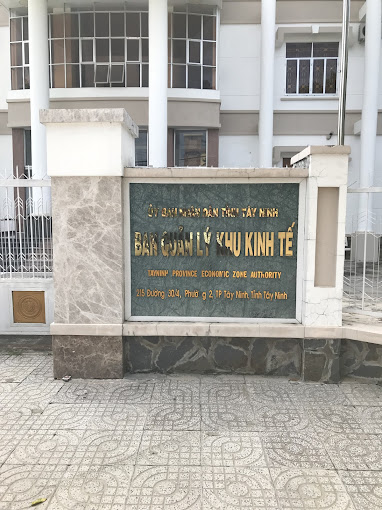 ỦY BAN NHÂN DÂN TỈNH TÂY NINH
BAN QUẢN LÝ KHU KINH TẾ
TAYNINH PROVINCE ECONOMIC ZONE AUTHORITY
215 Đường, 30/4, Phườ g 2, TP Tây Ninh, Tỉnh Tây Ninh